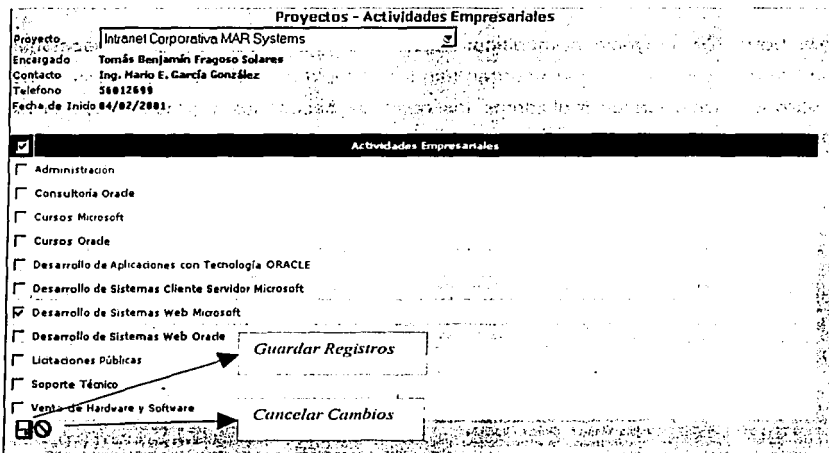 Proyectos - Actividades Empresariales
Proyecto Intranet Corporativa MAR Systems
Encargado Tomás Benjamín Fragoso Solares
Contacto Ing. Mario E. García González
Telefono 56012699
Fecha de Inicio 04/02/2001
Actividades Empresariales
Administración
Consultoría Oracle
Cursos Microsoft
Cursos Oracle
Desarrollo de Aplicaciones con Tecnología ORACLE
Desarrollo de Sistemas Cliente Servidor Microsoft
Desarrollo de Sistemas Web Microsoft
Desarrollo de Sistemas Web Oracle
Guardar Registros
Licitaciones Públicas
Soporte Técnico
Venta de Hardware y Software
Cancelar Cambios